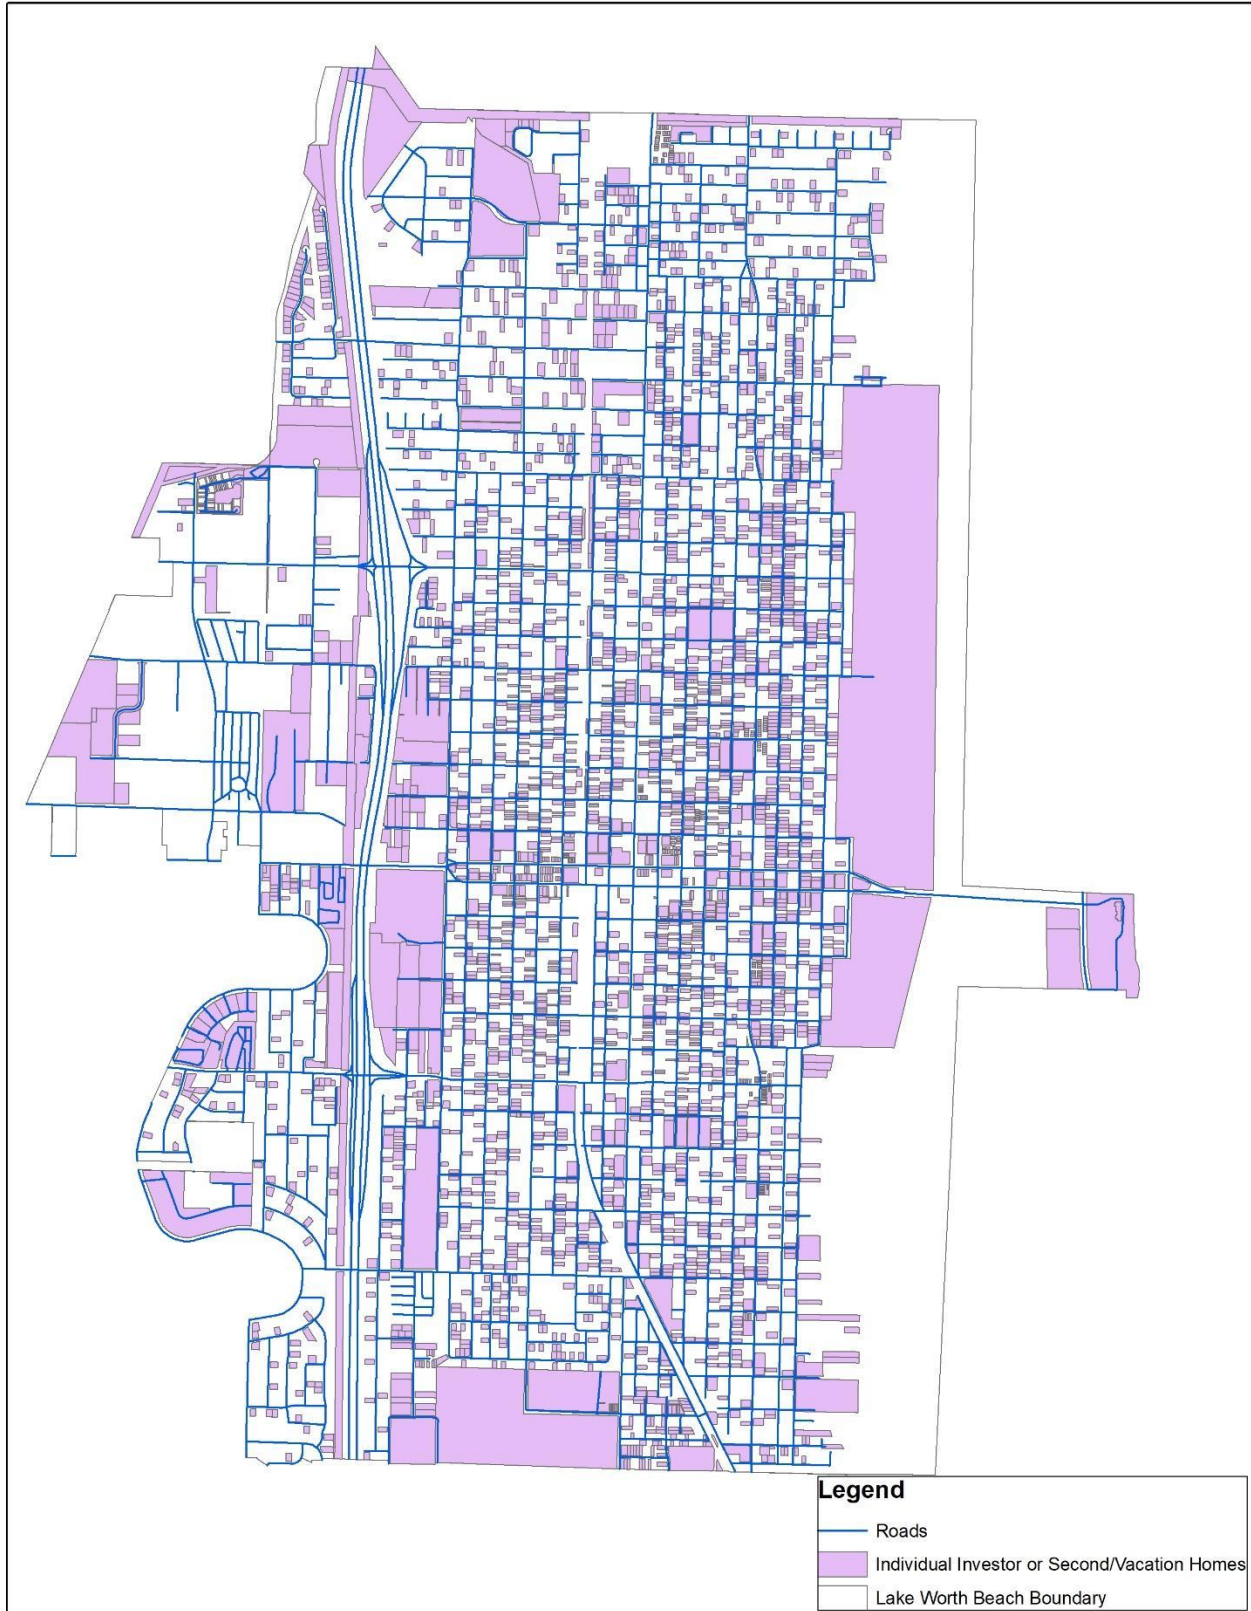 Legend
Roads
Individual Investor or Second/Vacation Homes
Lake Worth Beach Boundary